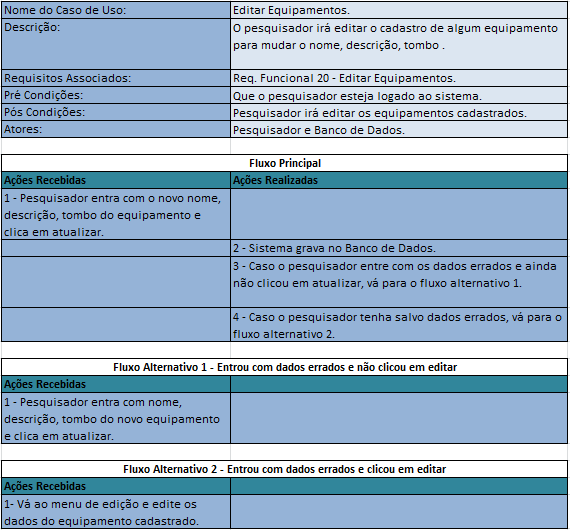 Nome do Caso de Uso: Editar Equipamentos.
Descrição: O pesquisador irá editar o cadastro de algum equipamento
para mudar o nome, descrição, tombo .
Requisitos Associados: Req. Funcional 20 - Editar Equipamentos.
Pré Condições: Que o pesquisador esteja logado ao sistema.
Pós Condições: Pesquisador irá editar os equipamentos cadastrados.
Atores: Pesquisador e Banco de Dados.
Fluxo Principal
Ações Recebidas Ações Realizadas
1 - Pesquisador entra com o novo nome,
descrição, tombo do equipamento e
clica em atualizar.
2 - Sistema grava no Banco de Dados.
3 - Caso o pesquisador entre com os dados errados e ainda
não clicou em atualizar, vá para o fluxo alternativo 1.
4 - Caso o pesquisador tenha salvo dados errados, vá para o
fluxo alternativo 2.
Fluxo Alternativo 1 - Entrou com dados errados e não clicou em editar
Ações Recebidas
1 - Pesquisador entra com nome,
descrição, tombo do novo equipamento
e clica em atualizar.
Fluxo Alternativo 2 - Entrou com dados errados e clicou em editar
Ações Recebidas
1- Vá ao menu de edição e edite os
dados do equipamento cadastrado.